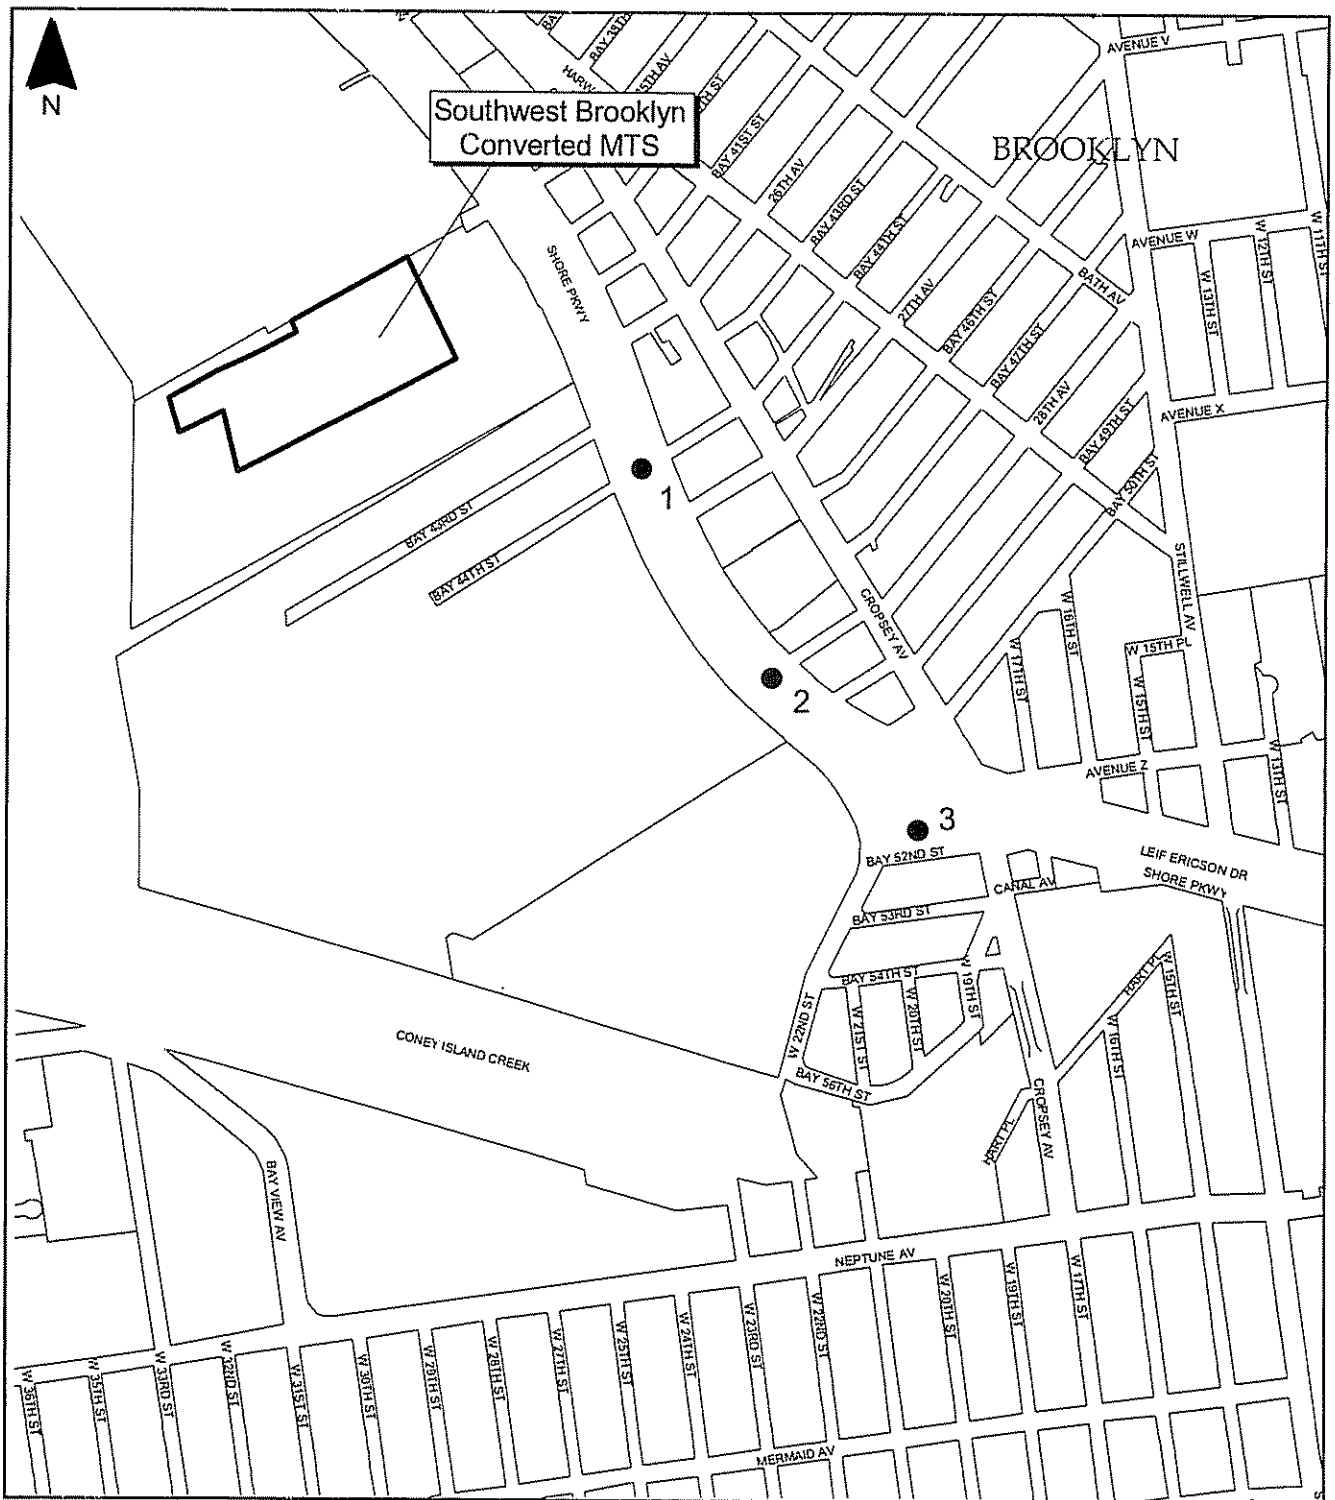 N
Southwest Brooklyn
Converted MTS
BROOKLYN
AVENUE V
BAY 38TH
HARW
15TH AV
BAY 41ST ST
26TH AV
BAY 43RD ST
BAY 44TH ST
27TH AV
BAY 46TH ST
BAY 47TH ST
28TH AV
BAY 49TH ST
BAY 50TH ST
BATH AV
AVENUE W
W 13TH ST
W 12TH ST
W 11TH ST
AVENUE X
SHORE PKWY
BAY 43RD ST
BAY 44TH ST
1
2
3
CROPSEY AV
STILLWELL AV
W 17TH ST
W 16TH ST
W 15TH PL
W 15TH ST
W 13TH ST
AVENUE Z
LEIF ERICSON DR
SHORE PKWY
BAY 52ND ST
CANAL AV
BAY 53RD ST
BAY 54TH ST
W 19TH ST
W 20TH ST
W 21ST ST
W 22ND ST
BAY 56TH ST
HART PL
W 15TH ST
W 16TH ST
CROPSEY AV
HART PL
CONEY ISLAND CREEK
BAY VIEW AV
NEPTUNE AV
W 36TH ST
W 35TH ST
W 33RD ST
W 32ND ST
W 31ST ST
W 30TH ST
W 29TH ST
W 28TH ST
W 27TH ST
W 25TH ST
W 24TH ST
W 23RD ST
W 22ND ST
W 20TH ST
W 19TH ST
W 17TH ST
MERMAID AV